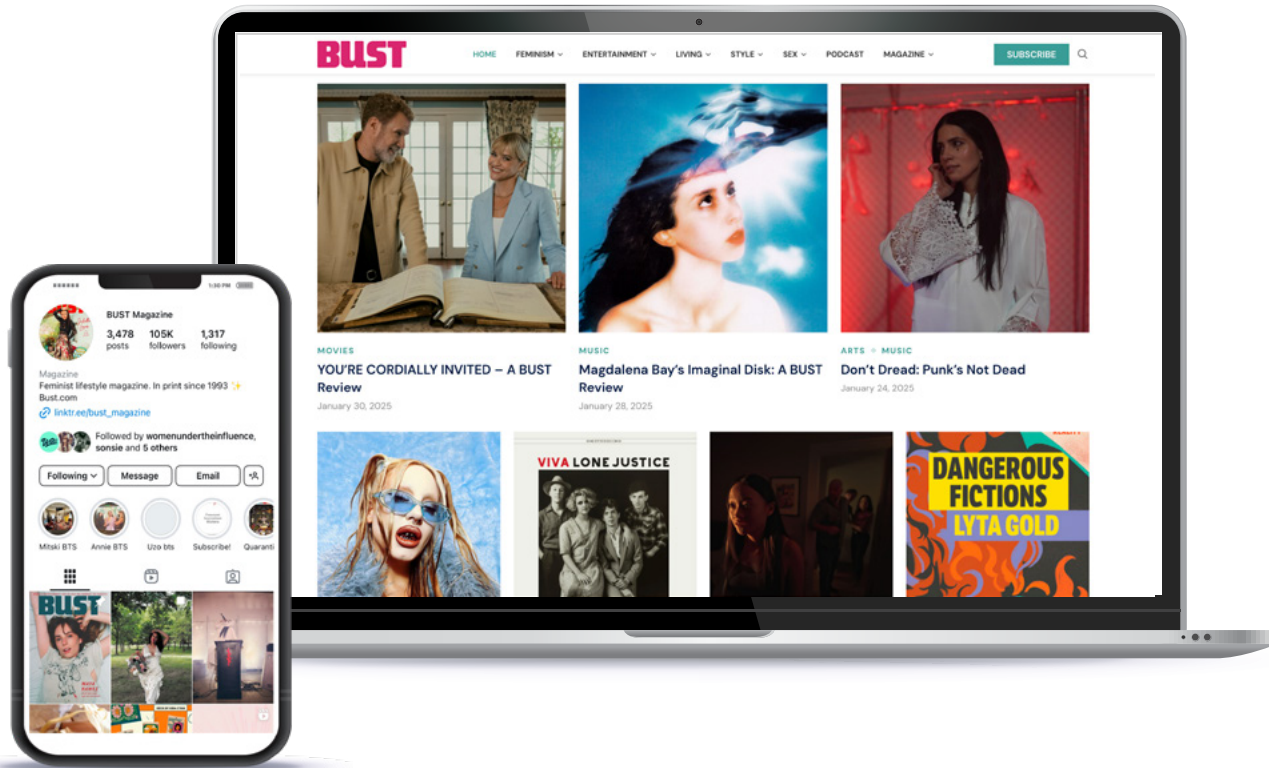 BUST
HOME FEMINISM ENTERTAINMENT LIVING STYLE SEX PODCAST MAGAZINE SUBSCRIBE
MOVIES
YOU'RE CORDIALLY INVITED – A BUST
Review
January 30, 2025
MUSIC
Magdalena Bay's Imaginal Disk: A BUST
Review
January 28, 2025
ARTS MUSIC
Don't Dread: Punk's Not Dead
January 24, 2025
VIVA LONE JUSTICE
DANGEROUS
FICTIONS
LYTA GOLD
1:30 PM
BUST Magazine
3,478 105K 1,317
posts followers following
Magazine
Feminist lifestyle magazine. In print since 1993 ✨
Bust.com
linktr.ee/bust_magazine
Followed by womenundertheinfluence,
sonsie and 5 others
Following Message Email
Mitski BTS Annie BTS Uzo bts Subscribe! Quaranti
BUST